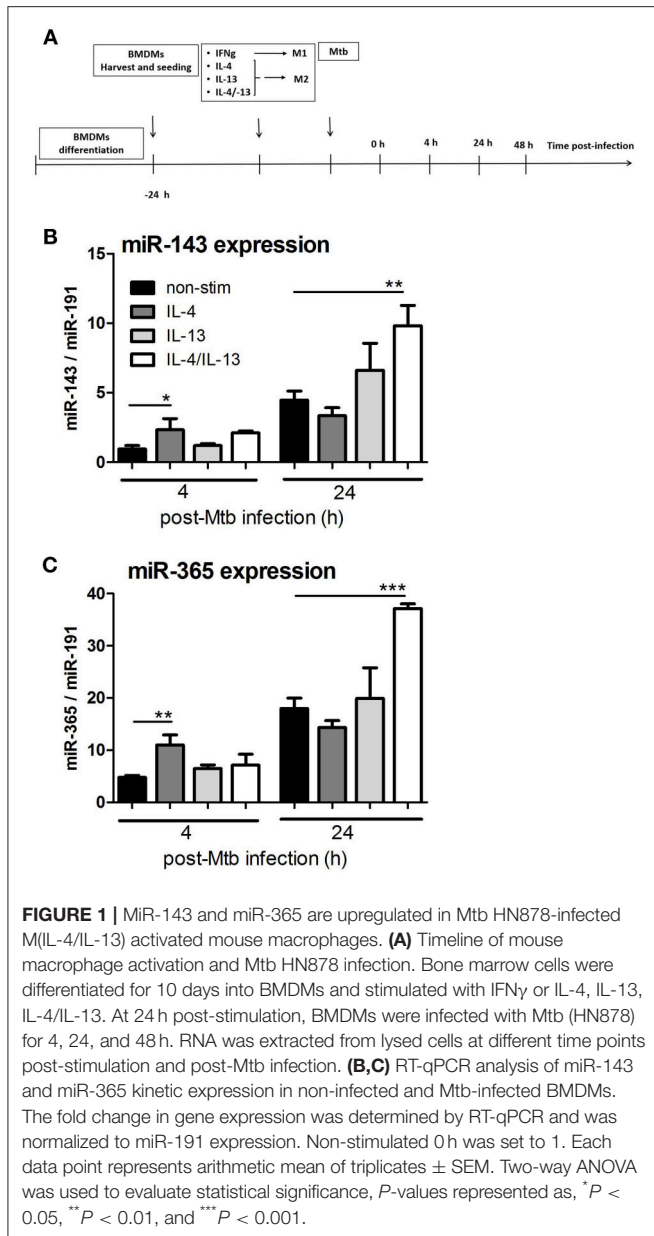 A
BMDMs
Harvest and seeding
• IFNg
M1
• IL-4
• IL-13
M2
• IL-4/-13
Mtb
BMDMs
differentiation
-24 h
0 h
4 h
24 h
48 h
Time post-infection
B
miR-143 expression
miR-143 / miR-191
15
10
5
0
non-stim
IL-4
IL-13
IL-4/IL-13
*
**
4
24
post-Mtb infection (h)
C
miR-365 expression
miR-365 / miR-191
40
30
20
10
0
**
***
4
24
post-Mtb infection (h)
FIGURE 1 | MiR-143 and miR-365 are upregulated in Mtb HN878-infected
M(IL-4/IL-13) activated mouse macrophages. (A) Timeline of mouse
macrophage activation and Mtb HN878 infection. Bone marrow cells were
differentiated for 10 days into BMDMs and stimulated with IFNγ or IL-4, IL-13,
IL-4/IL-13. At 24 h post-stimulation, BMDMs were infected with Mtb (HN878)
for 4, 24, and 48 h. RNA was extracted from lysed cells at different time points
post-stimulation and post-Mtb infection. (B,C) RT-qPCR analysis of miR-143
and miR-365 kinetic expression in non-infected and Mtb-infected BMDMs.
The fold change in gene expression was determined by RT-qPCR and was
normalized to miR-191 expression. Non-stimulated 0 h was set to 1. Each
data point represents arithmetic mean of triplicates ± SEM. Two-way ANOVA
was used to evaluate statistical significance, P-values represented as, *P <
0.05, **P < 0.01, and ***P < 0.001.